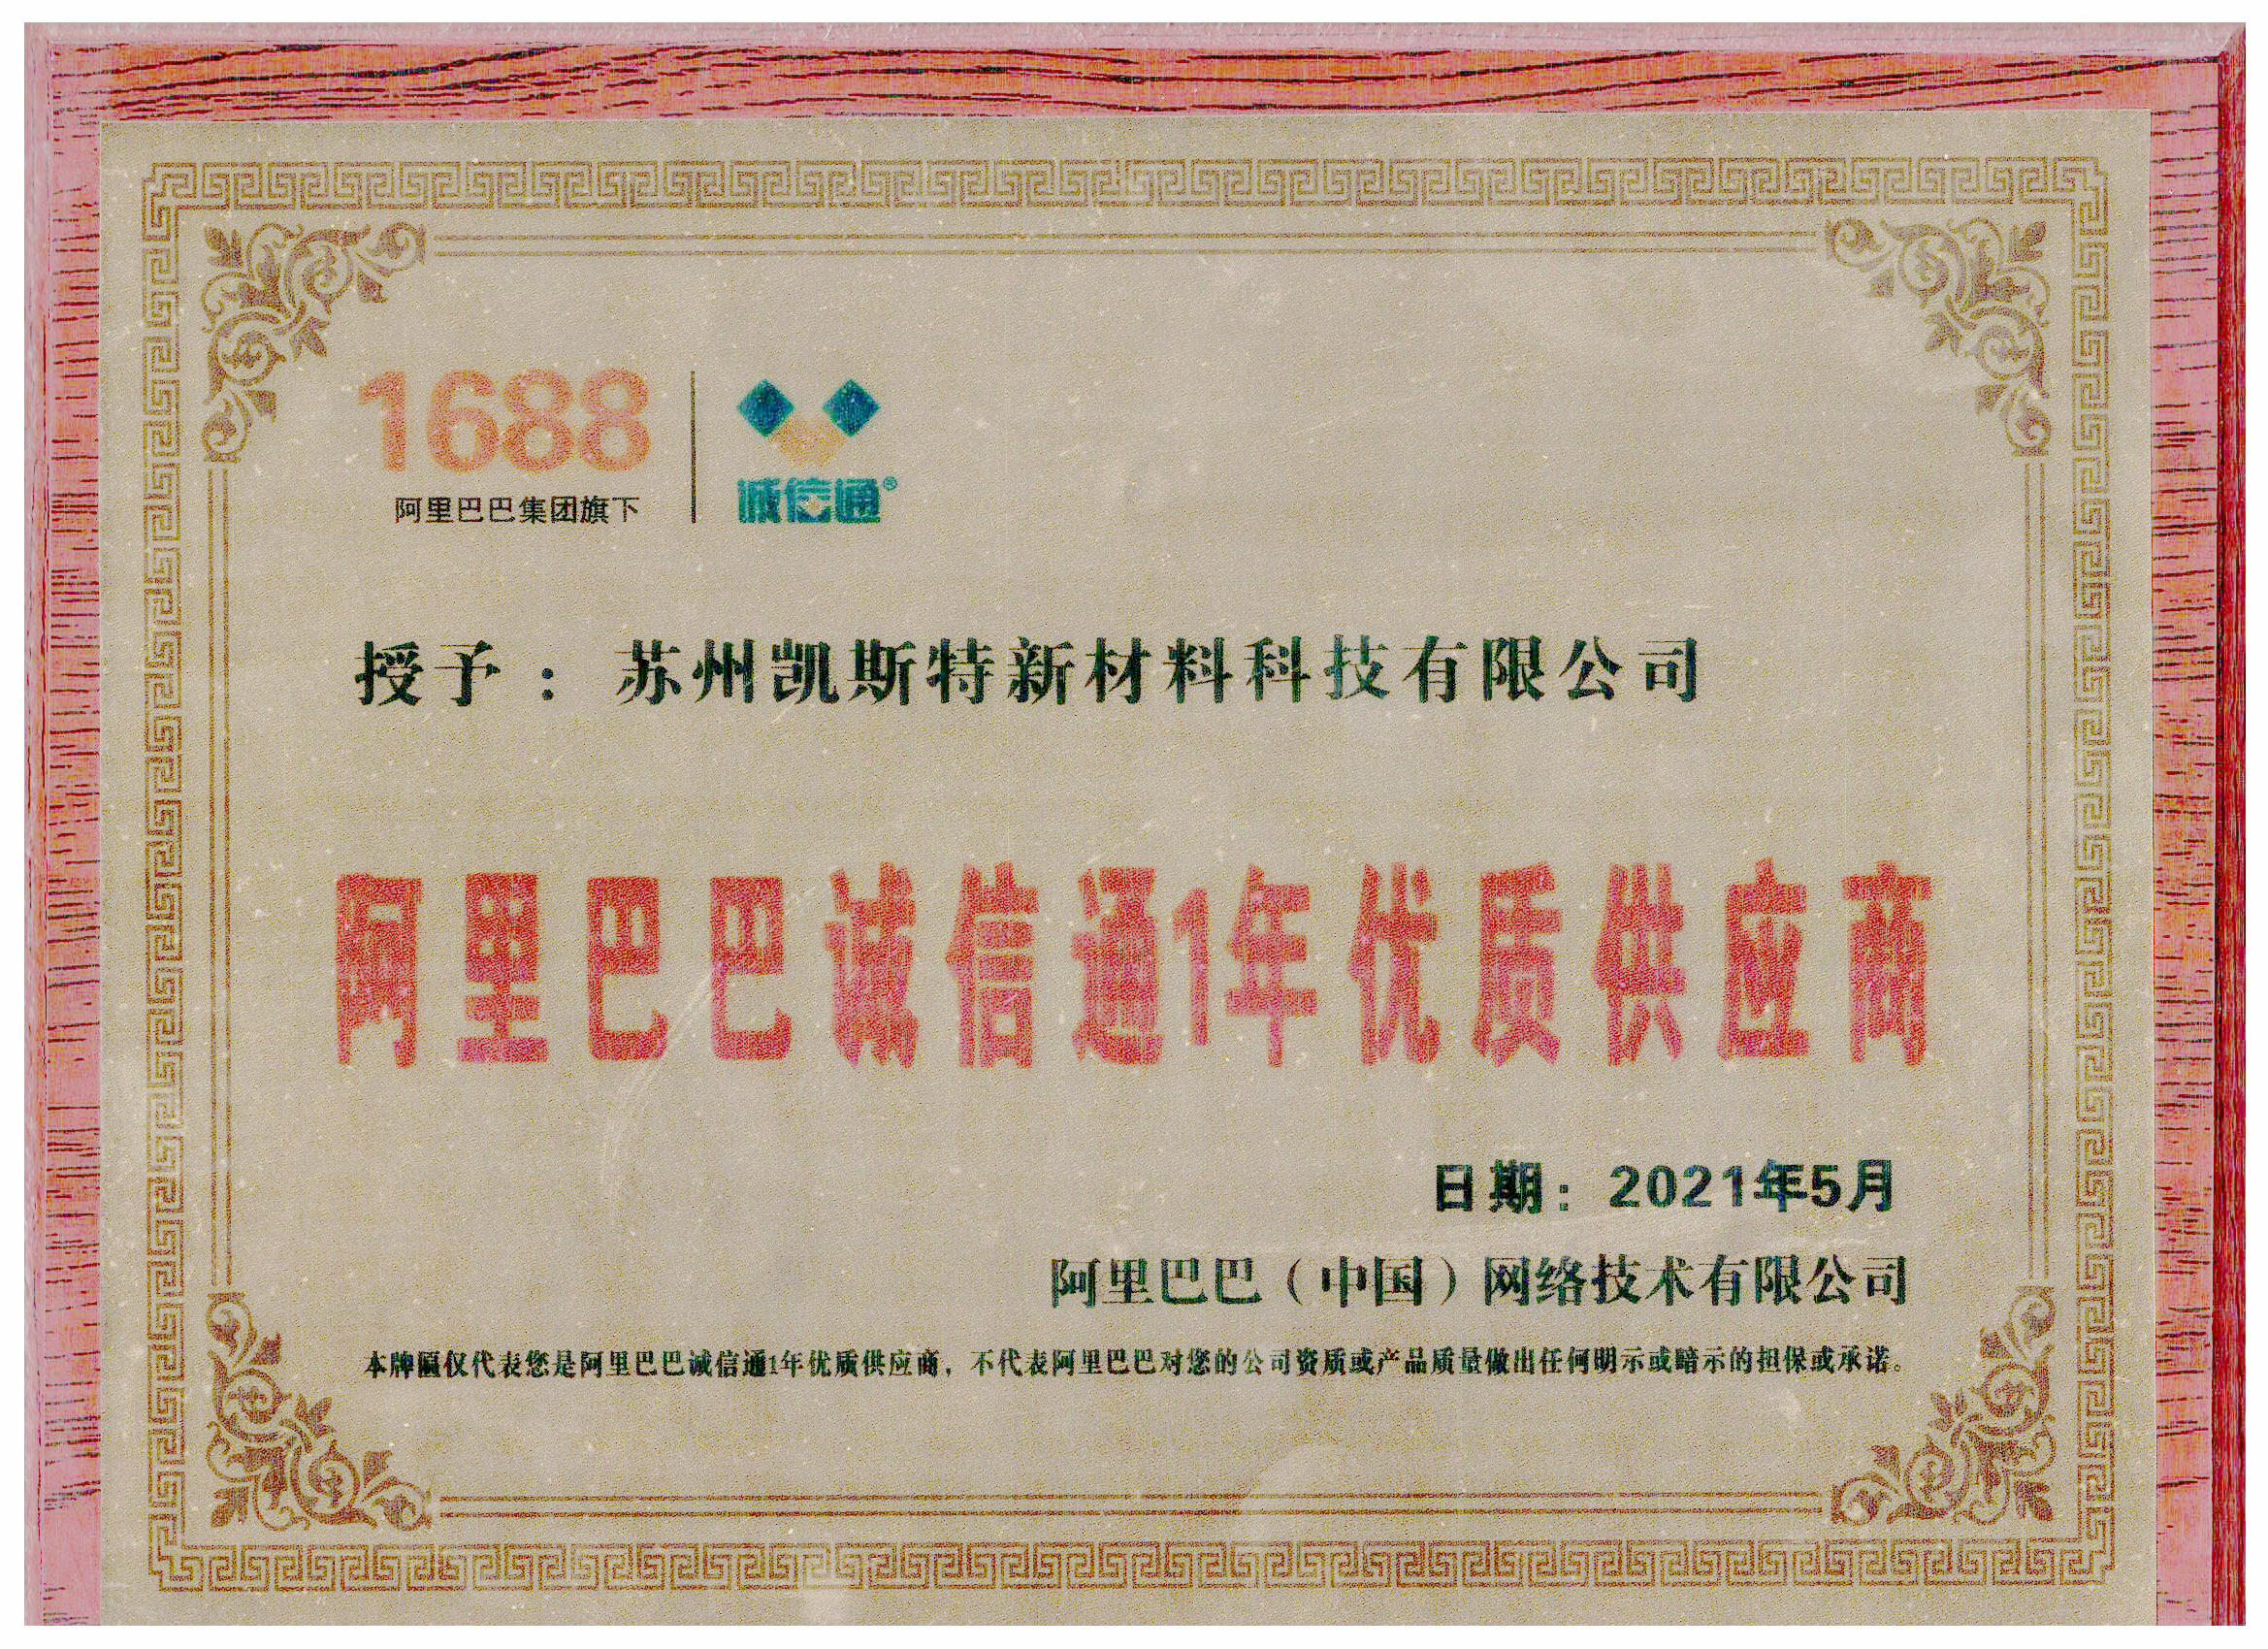 1688
阿里巴巴集团旗下
诚信通®
授予：苏州凯斯特新材料科技有限公司
阿里巴巴诚信通1年优质供应商
日期：2021年5月
阿里巴巴（中国）网络技术有限公司
本牌匾仅代表您是阿里巴巴诚信通1年优质供应商，不代表阿里巴巴对您的公司资质或产品质量做出任何明示或暗示的担保或承诺。